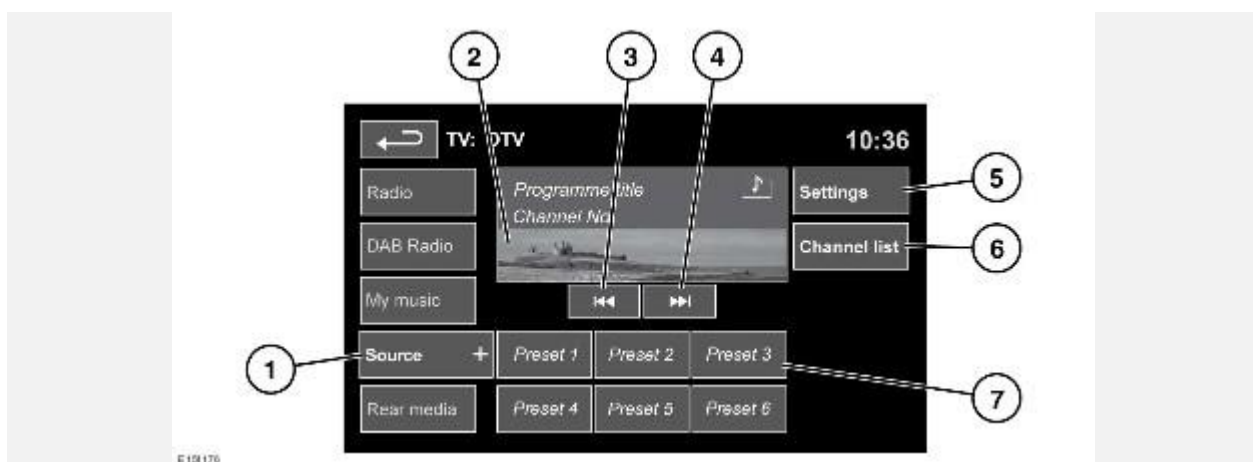 2
3
4
TV: DTV
10:36
Radio
Programme title
Settings
5
Channel No.
DAB Radio
Channel list
6
My music
1
Source +
Preset 1
Preset 2
Preset 3
7
Rear media
Preset 4
Preset 5
Preset 6